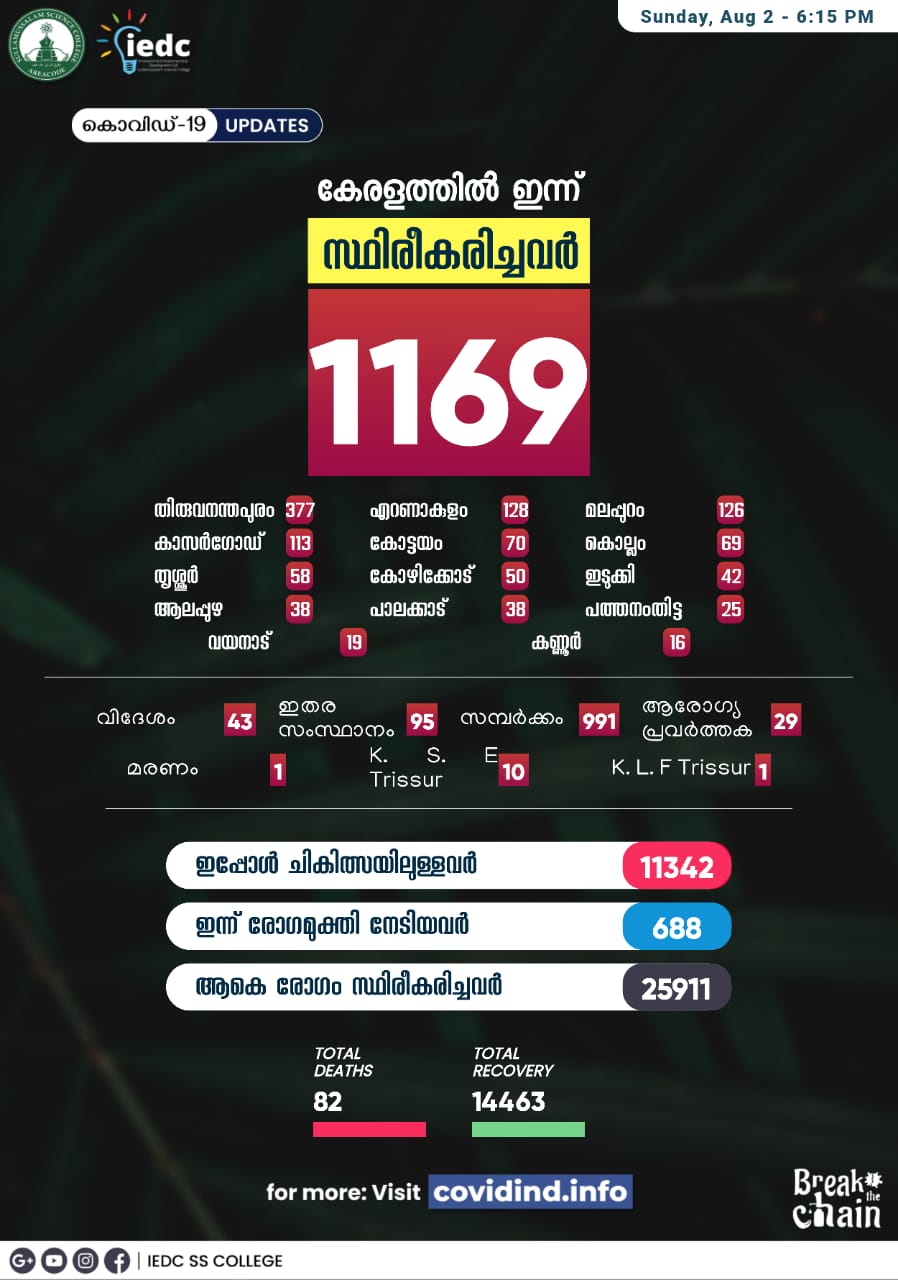 Sunday, Aug 2 - 6:15 PM
SULLAMUSSALAM SCIENCE COLLEGE
AREACODE
iedc
കൊവിഡ്-19 UPDATES
കേരളത്തിൽ ഇന്ന്
സ്ഥിരീകരിച്ചവർ
1169
തിരുവനന്തപുരം 377 എറണാകുളം 128 മലപ്പുറം 126
കാസർഗോഡ് 113 കോട്ടയം 70 കൊല്ലം 69
തൃശ്ശൂർ 58 കോഴിക്കോട് 50 ഇടുക്കി 42
ആലപ്പുഴ 38 പാലക്കാട് 38 പത്തനംതിട്ട 25
വയനാട് 19 കണ്ണൂർ 16
വിദേശം 43 ഇതര സംസ്ഥാനം 95 സമ്പർക്കം 991 ആരോഗ്യ പ്രവർത്തക 29
മരണം 1 K. S. E Trissur 10 K. L. F Trissur 1
ഇപ്പോൾ ചികിത്സയിലുള്ളവർ 11342
ഇന്ന് രോഗമുക്തി നേടിയവർ 688
ആകെ രോഗം സ്ഥിരീകരിച്ചവർ 25911
TOTAL DEATHS
82
TOTAL RECOVERY
14463
for more: Visit covidind.info
Break the chain
IEDC SS COLLEGE